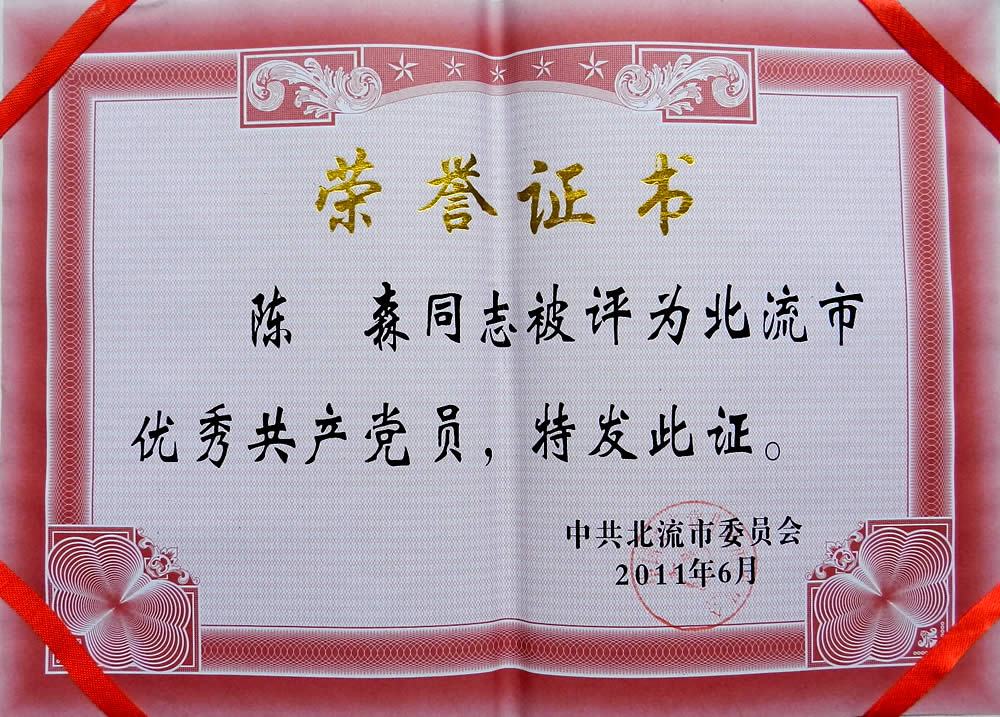 荣誉证书
陈 森同志被评为北流市
优秀共产党员，特发此证。
中共北流市委员会
2011年6月